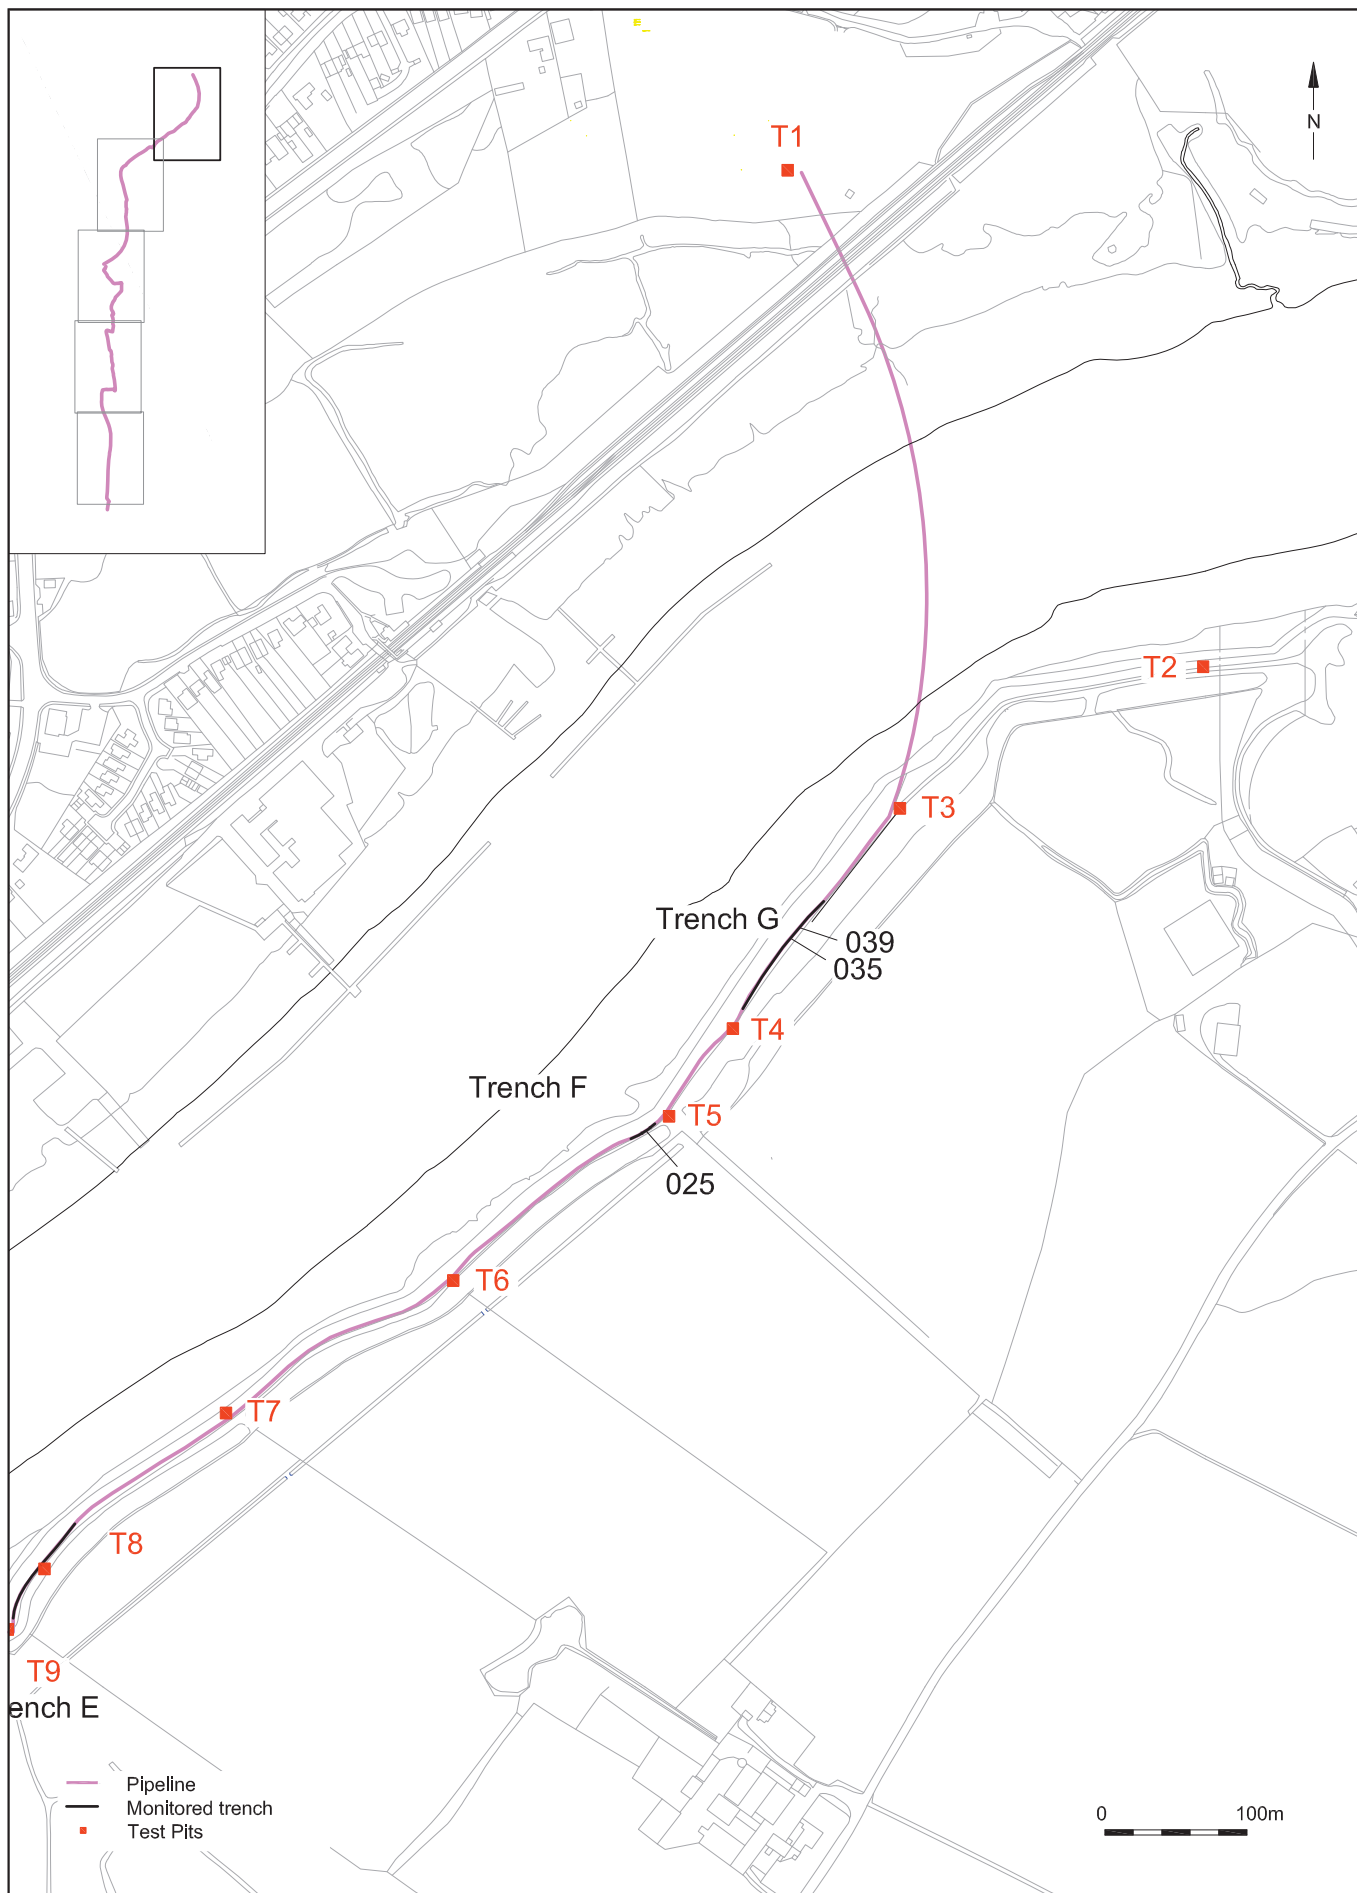 N
T1
T2
T3
Trench G
039
035
T4
Trench F
T5
025
T6
T7
T8
T9
ench E
Pipeline
Monitored trench
Test Pits
0 100m